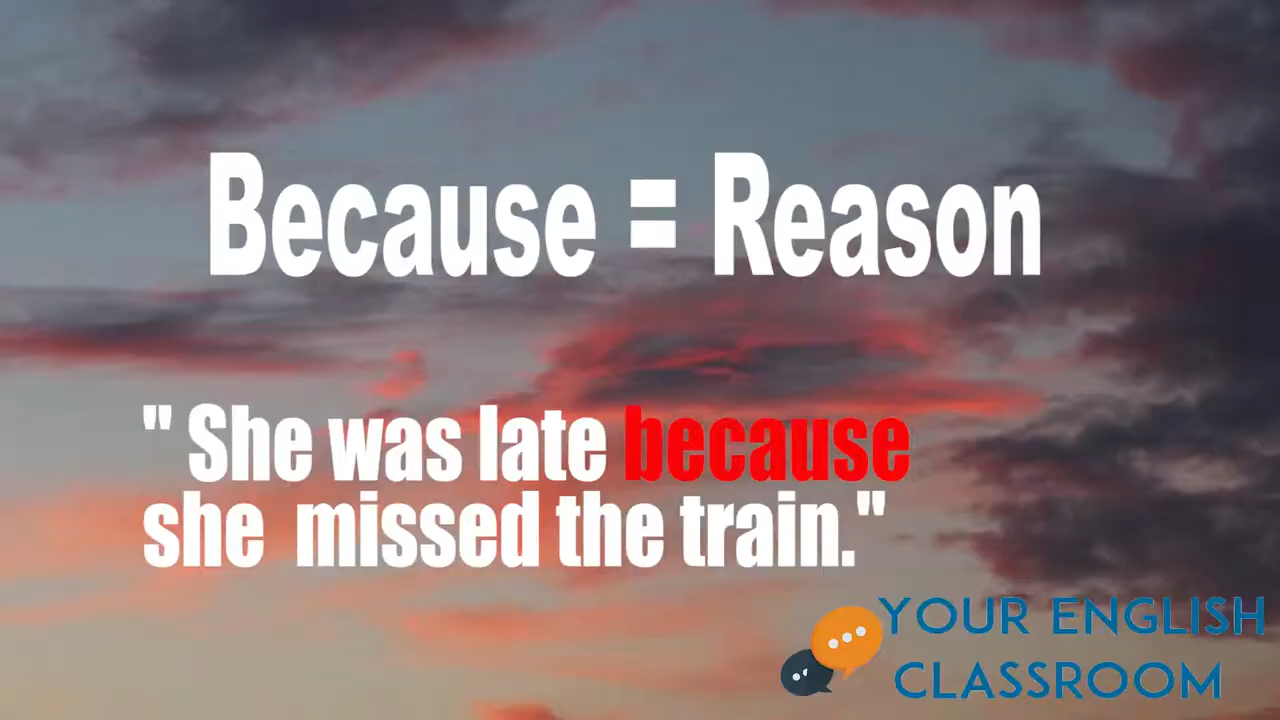 Because = Reason
" She was late because
she missed the train."
YOUR ENGLISH
CLASSROOM